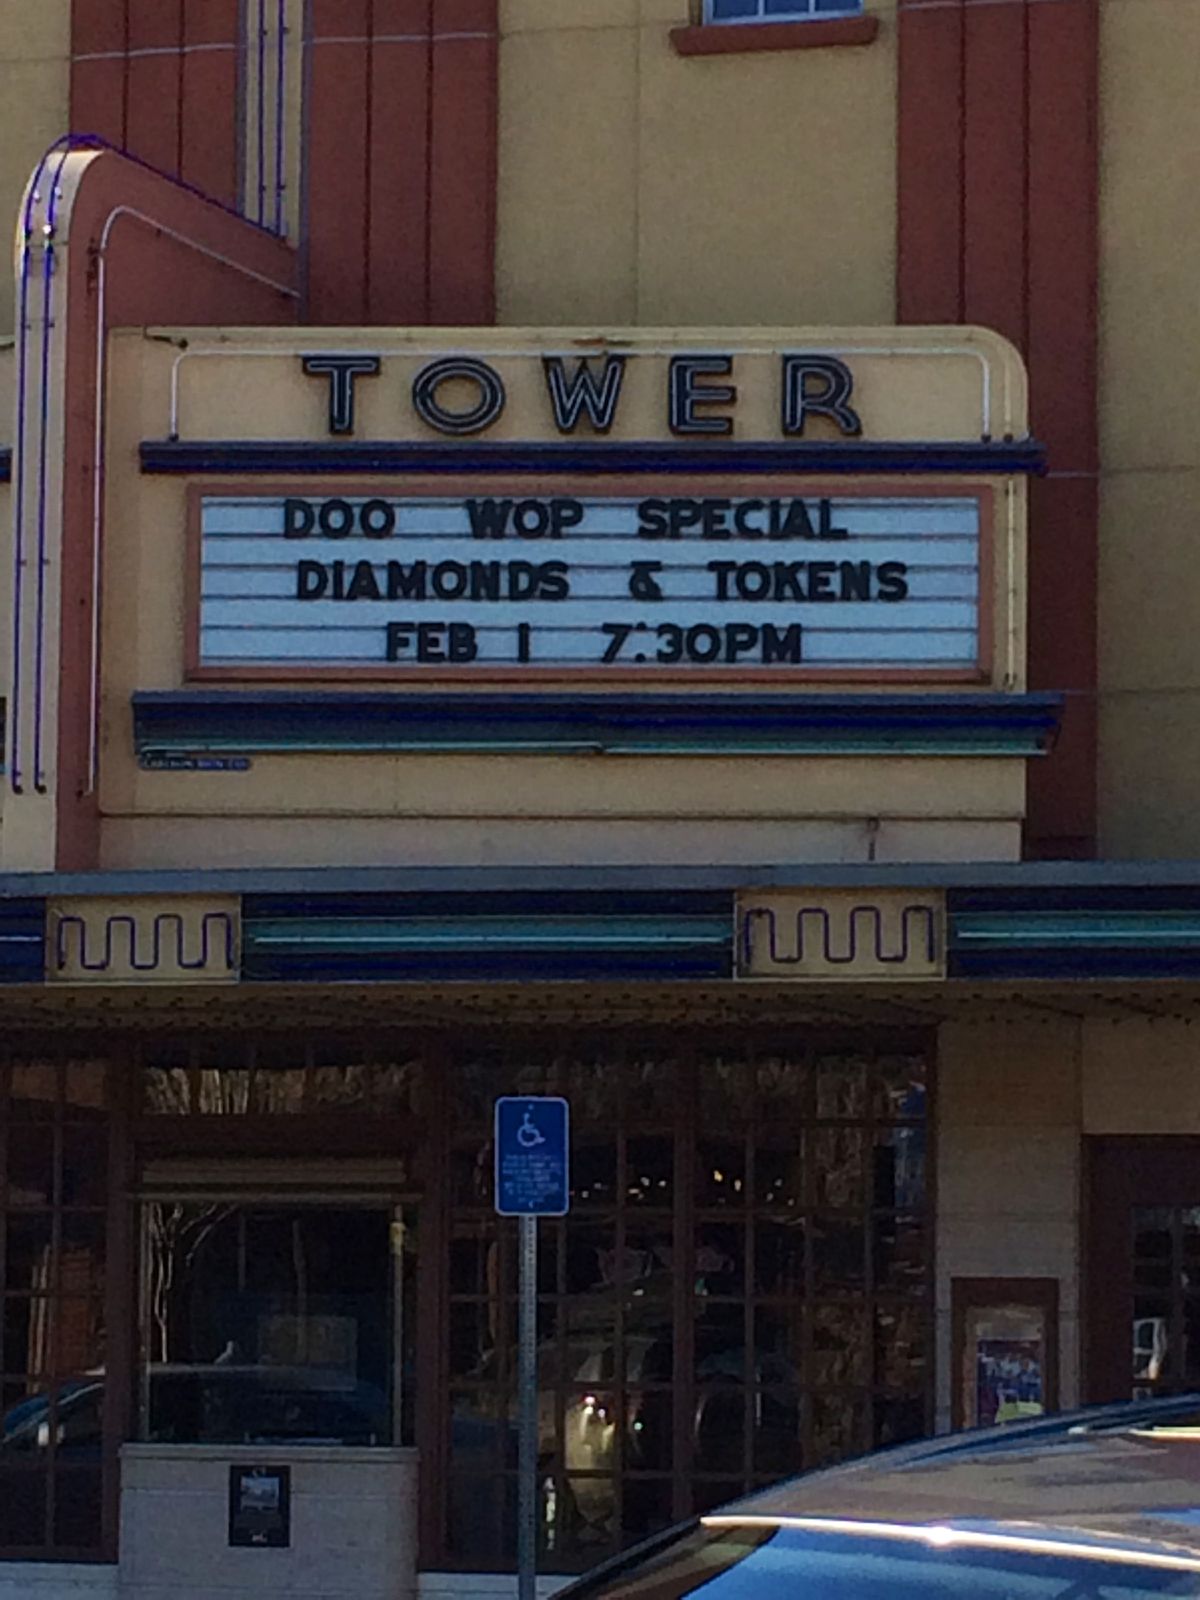 TOWER
DOO WOP SPECIAL
DIAMONDS & TOKENS
FEB 1 7:30PM